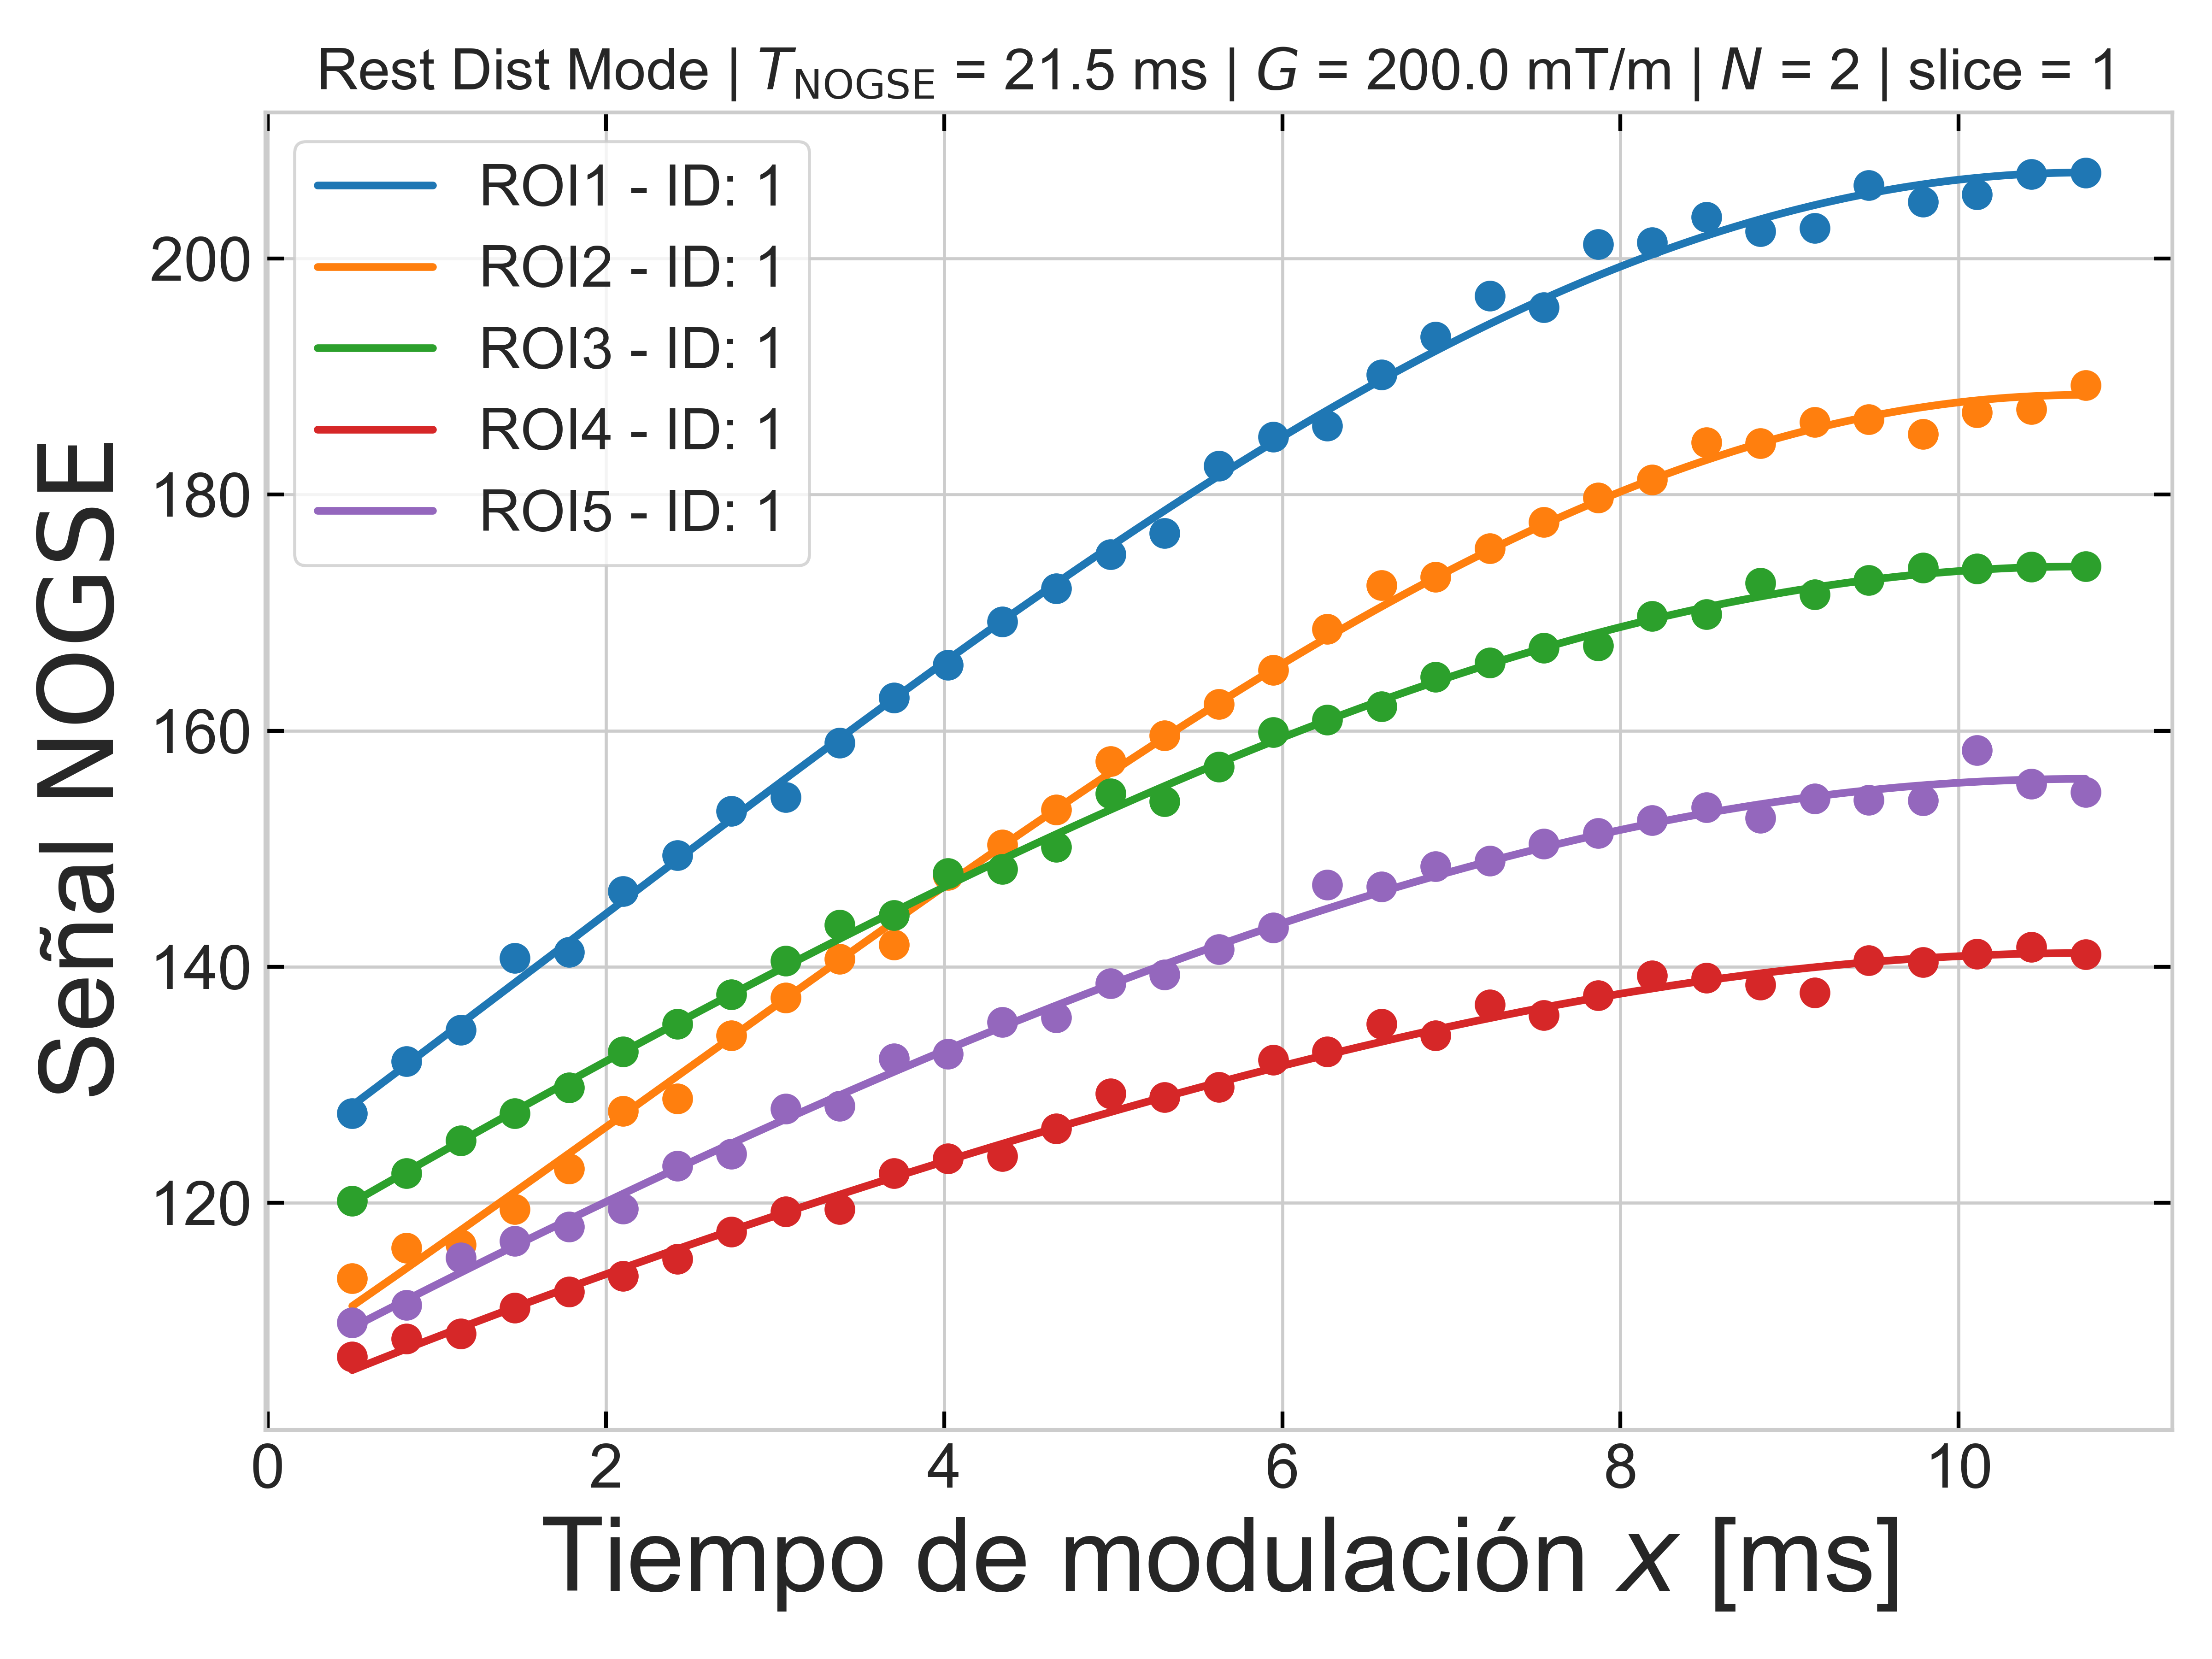 Rest Dist Mode | T_NOGSE = 21.5 ms | G = 200.0 mT/m | N = 2 | slice = 1
ROI1 - ID: 1
ROI2 - ID: 1
ROI3 - ID: 1
ROI4 - ID: 1
ROI5 - ID: 1
Señal NOGSE
200
180
160
140
120
0 2 4 6 8 10
Tiempo de modulación x [ms]